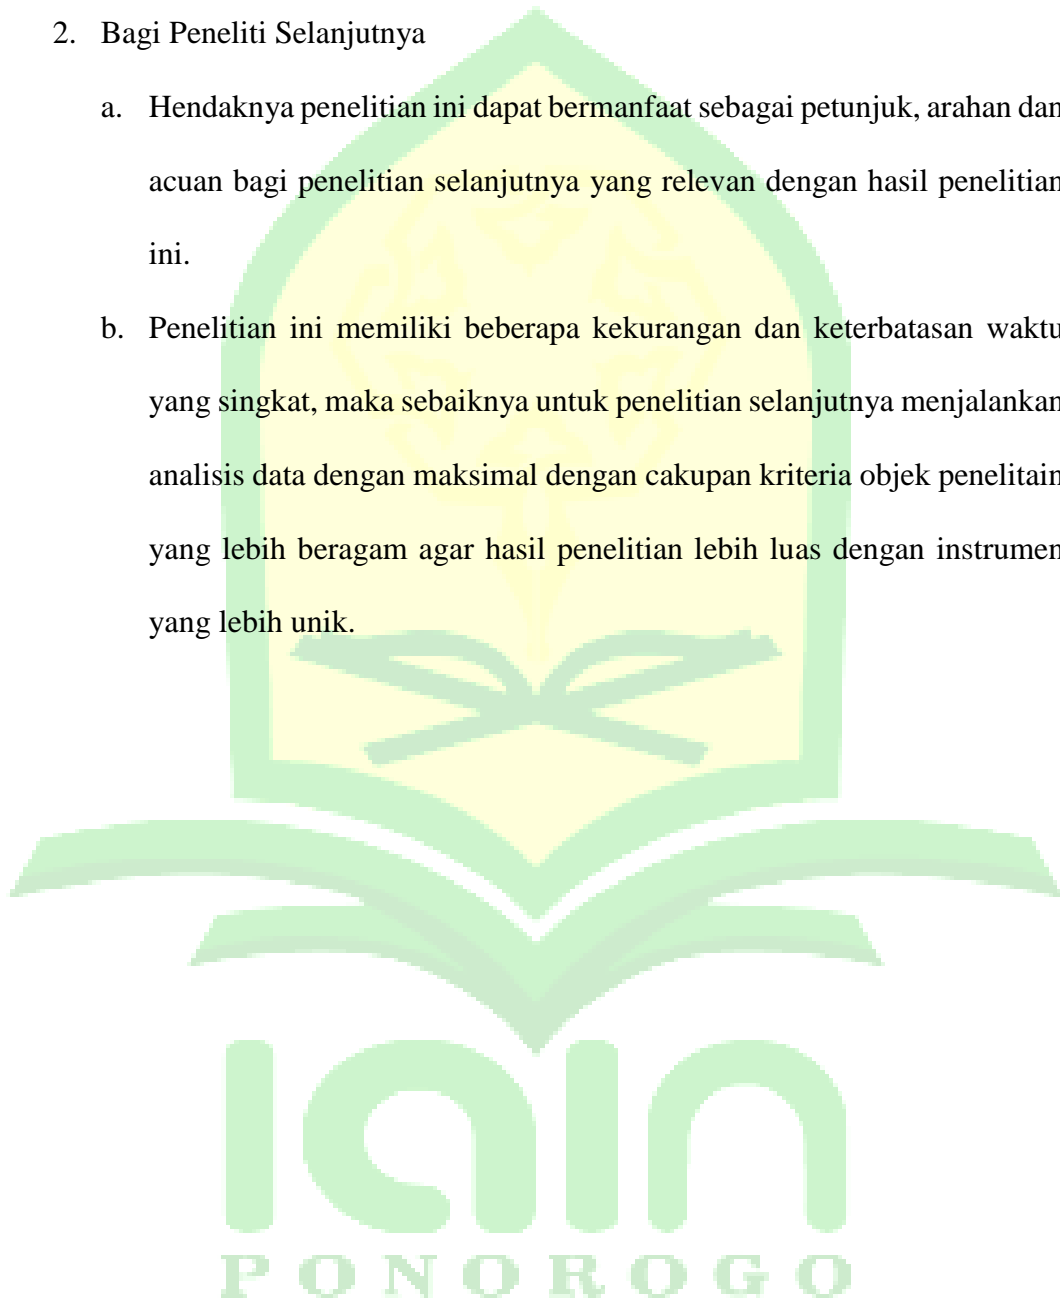 2. Bagi Peneliti Selanjutnya
a. Hendaknya penelitian ini dapat bermanfaat sebagai petunjuk, arahan dan
acuan bagi penelitian selanjutnya yang relevan dengan hasil penelitian
ini.
b. Penelitian ini memiliki beberapa kekurangan dan keterbatasan waktu
yang singkat, maka sebaiknya untuk penelitian selanjutnya menjalankan
analisis data dengan maksimal dengan cakupan kriteria objek penelitain
yang lebih beragam agar hasil penelitian lebih luas dengan instrumen
yang lebih unik.
iain
PONOROGO